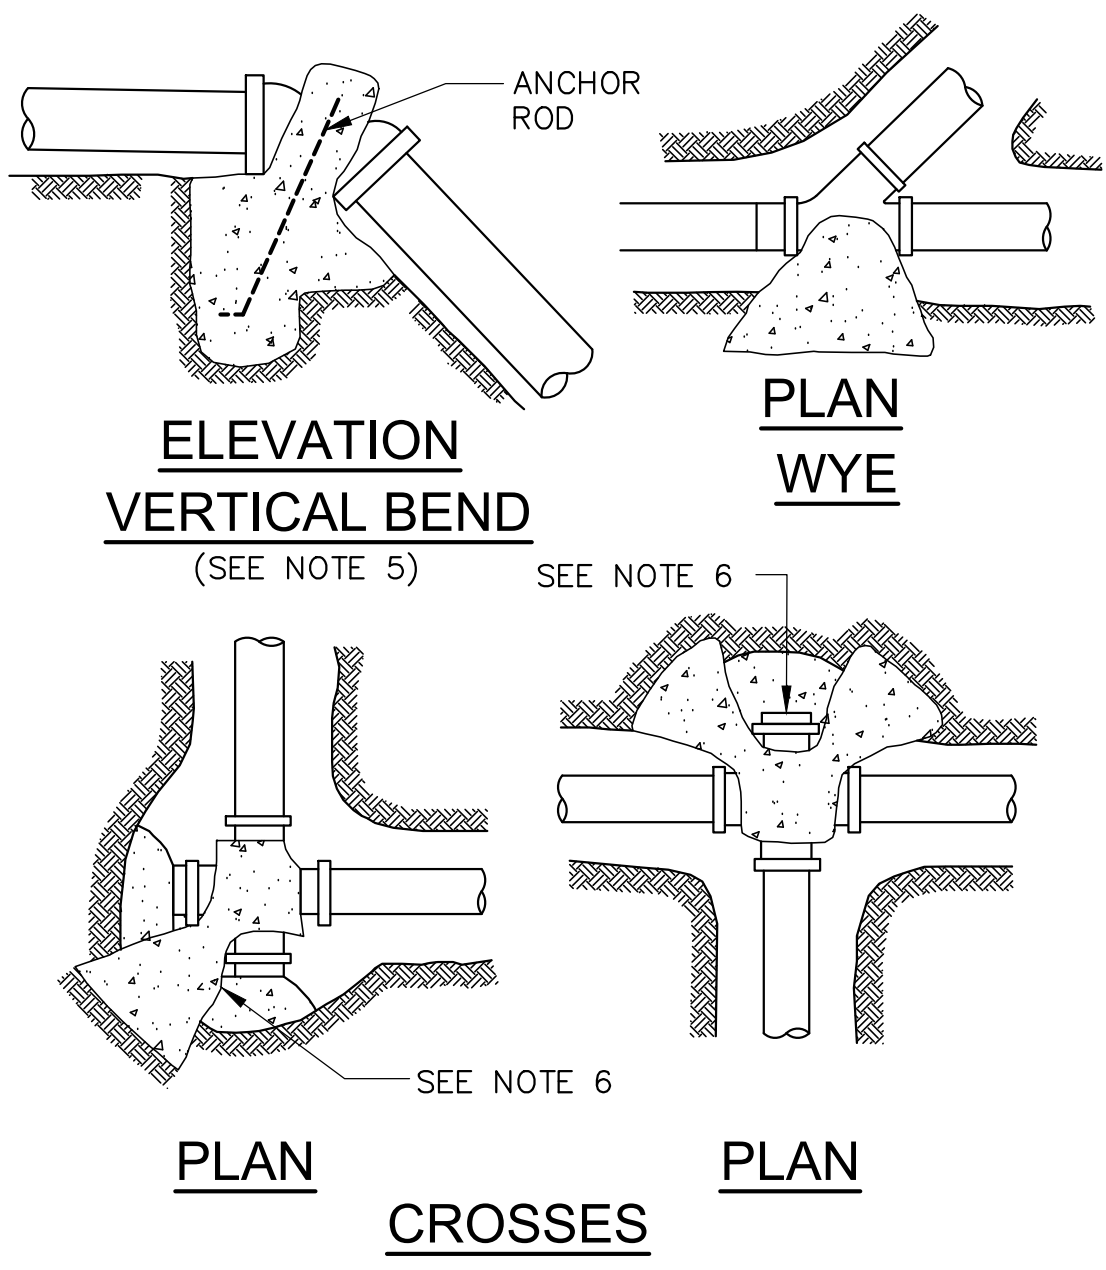 ANCHOR
ROD
ELEVATION
VERTICAL BEND
(SEE NOTE 5)
PLAN
WYE
SEE NOTE 6
SEE NOTE 6
PLAN
PLAN
CROSSES